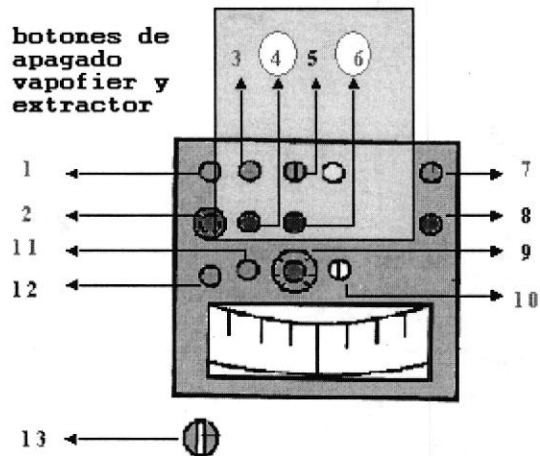 botones de
apagado
vapofier y
extractor
3 4 5 6
1
7
2
8
11
9
12
10
13